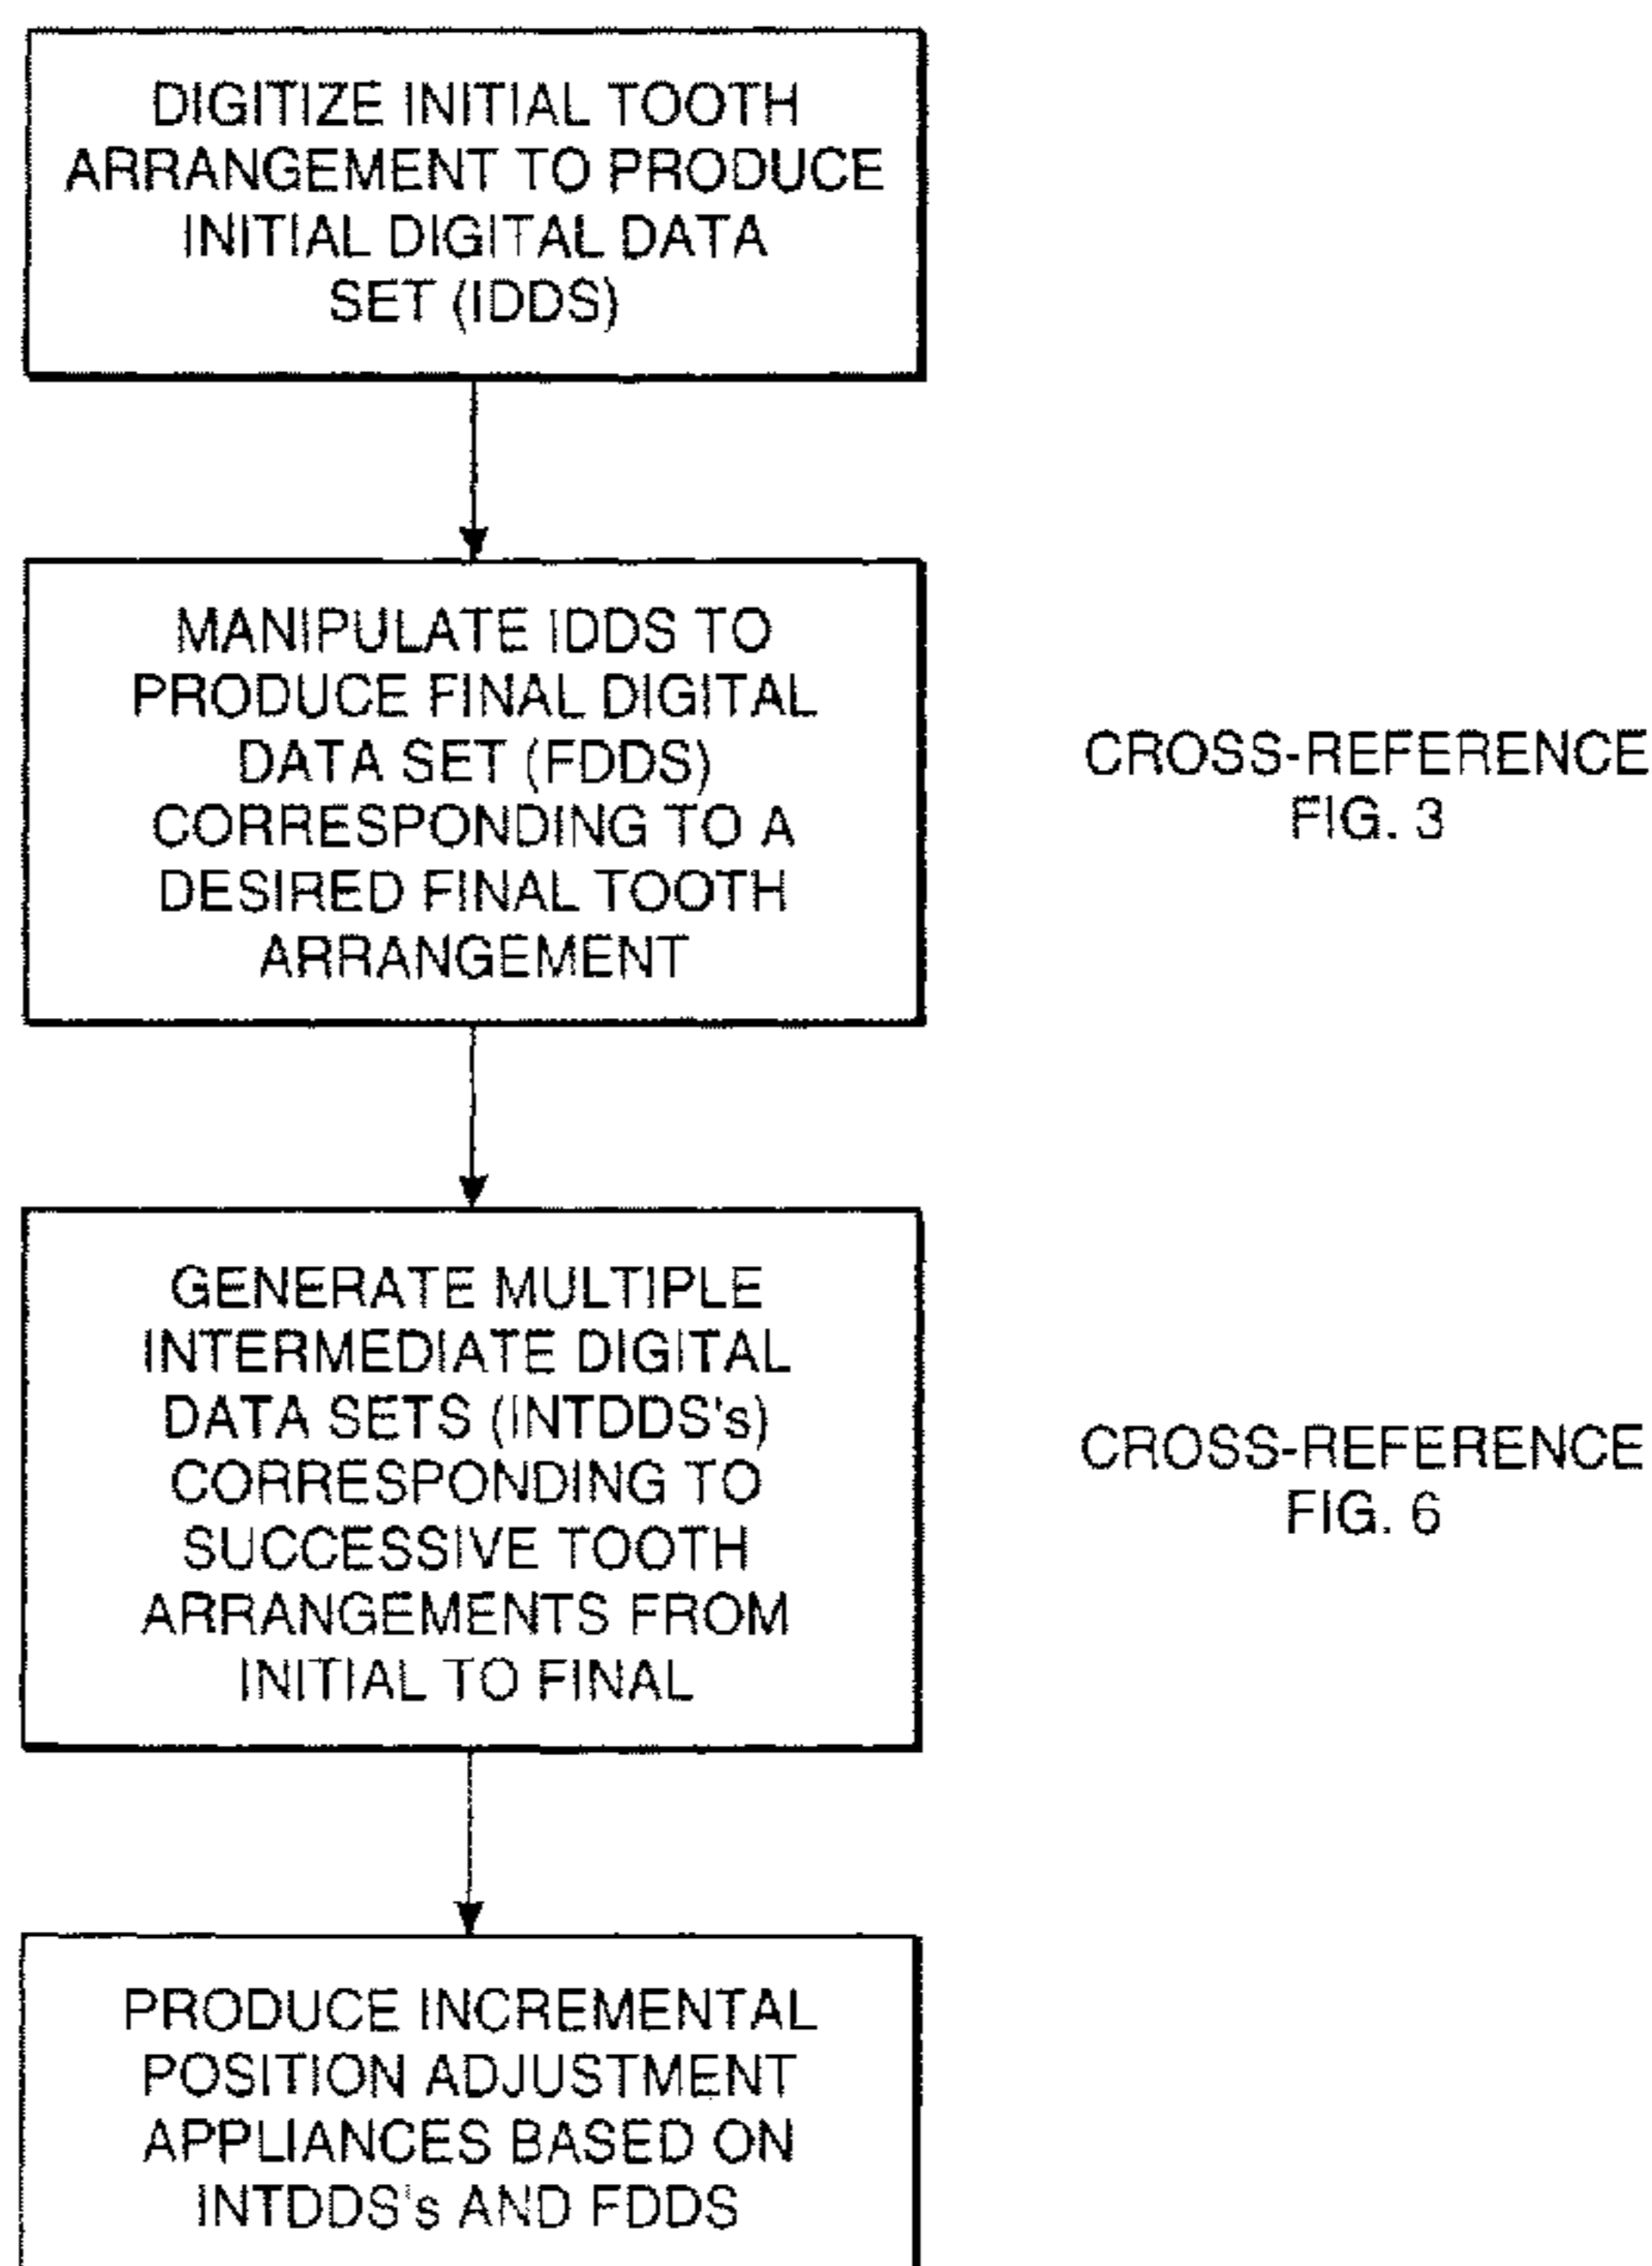 DIGITIZE INITIAL TOOTH
ARRANGEMENT TO PRODUCE
INITIAL DIGITAL DATA
SET (IDDS)
MANIPULATE IDDS TO
PRODUCE FINAL DIGITAL
DATA SET (FDDS)
CORRESPONDING TO A
DESIRED FINAL TOOTH
ARRANGEMENT
CROSS-REFERENCE
FIG. 3
GENERATE MULTIPLE
INTERMEDIATE DIGITAL
DATA SETS (INTDDS's)
CORRESPONDING TO
SUCCESSIVE TOOTH
ARRANGEMENTS FROM
INITIAL TO FINAL
CROSS-REFERENCE
FIG. 6
PRODUCE INCREMENTAL
POSITION ADJUSTMENT
APPLIANCES BASED ON
INTDDS's AND FDDS